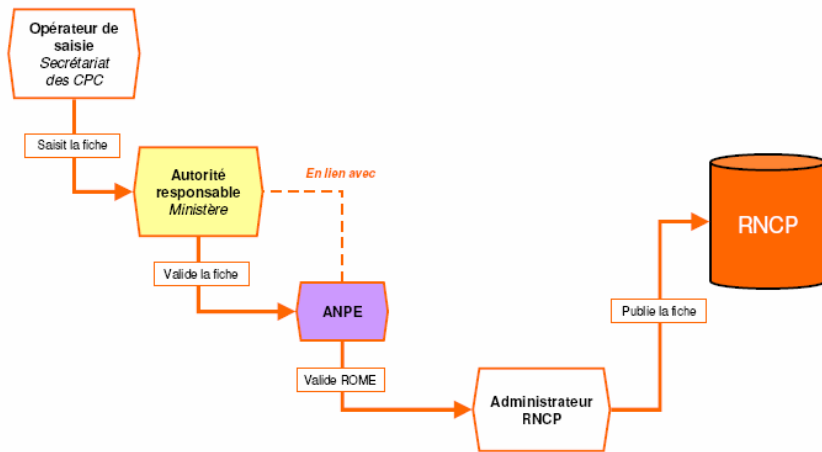 Opérateur de
saisie
Secrétariat
des CPC
Saisit la fiche
Autorité
responsable
Ministère
En lien avec
RNCP
Valide la fiche
ANPE
Publie la fiche
Valide ROME
Administrateur
RNCP